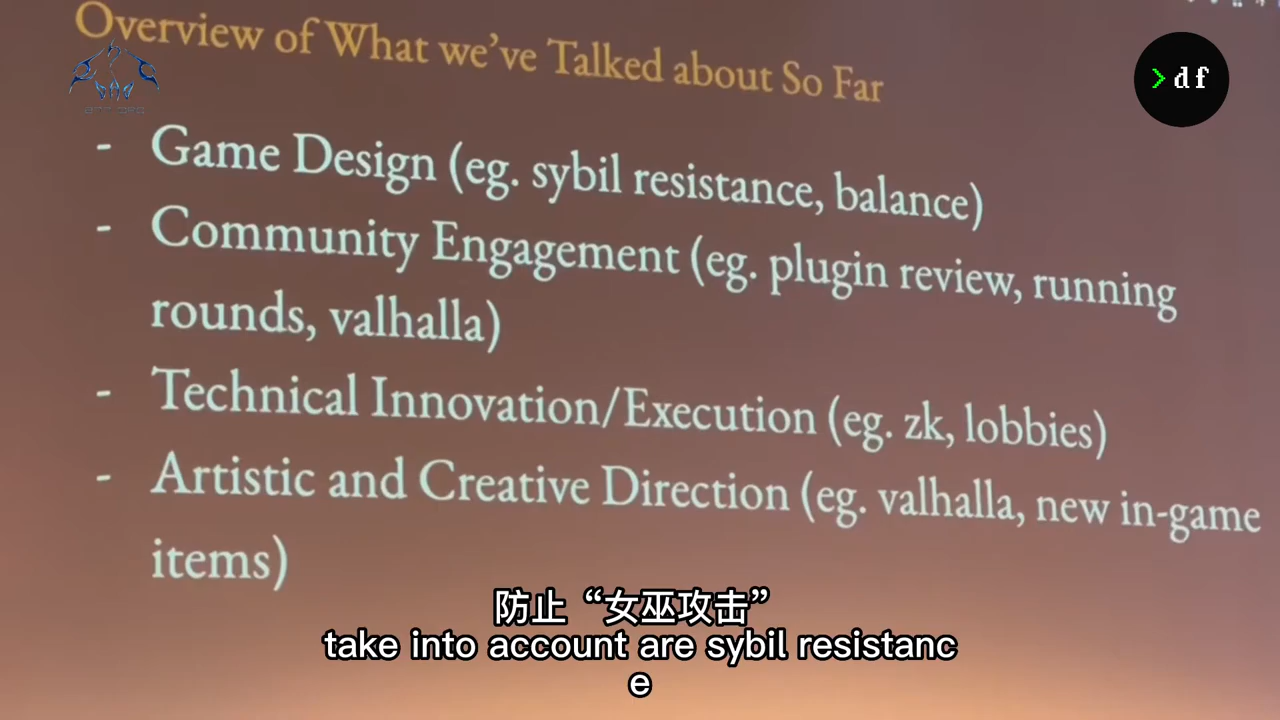 Overview of What we've Talked about So Far
>df
- Game Design (eg. sybil resistance, balance)
- Community Engagement (eg. plugin review, running
rounds, valhalla)
- Technical Innovation/Execution (eg. zk, lobbies)
- Artistic and Creative Direction (eg. valhalla, new in-game
items)
防止“女巫攻击”
take into account are sybil resistanc
e